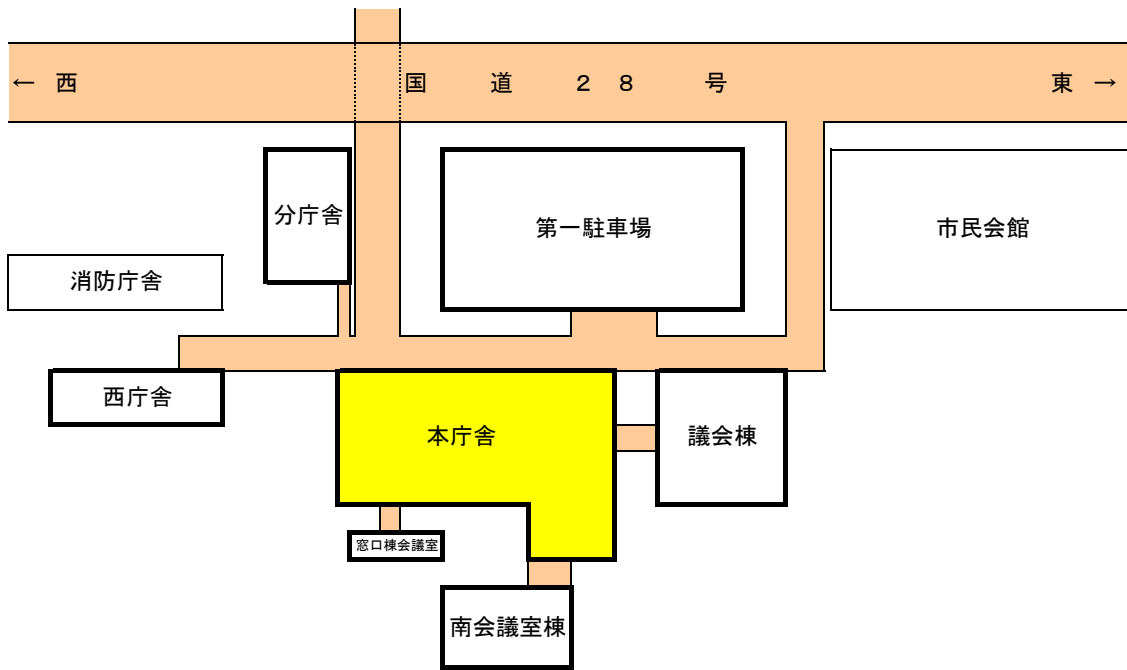 ← 西 国 道 ２ ８ 号 東 →
分庁舎
第一駐車場
市民会館
消防庁舎
西庁舎
本庁舎
議会棟
窓口棟会議室
南会議室棟